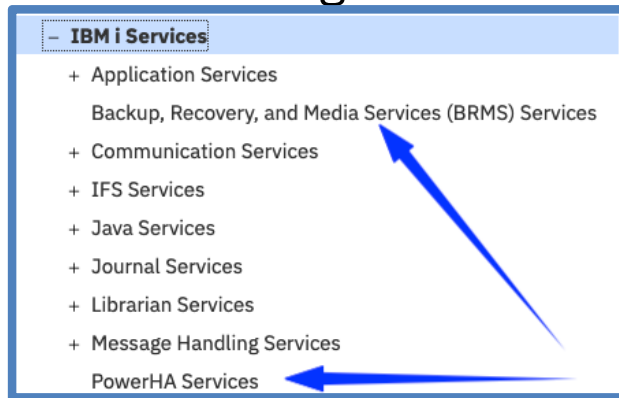 – IBM i Services
+ Application Services
Backup, Recovery, and Media Services (BRMS) Services
+ Communication Services
+ IFS Services
+ Java Services
+ Journal Services
+ Librarian Services
+ Message Handling Services
PowerHA Services